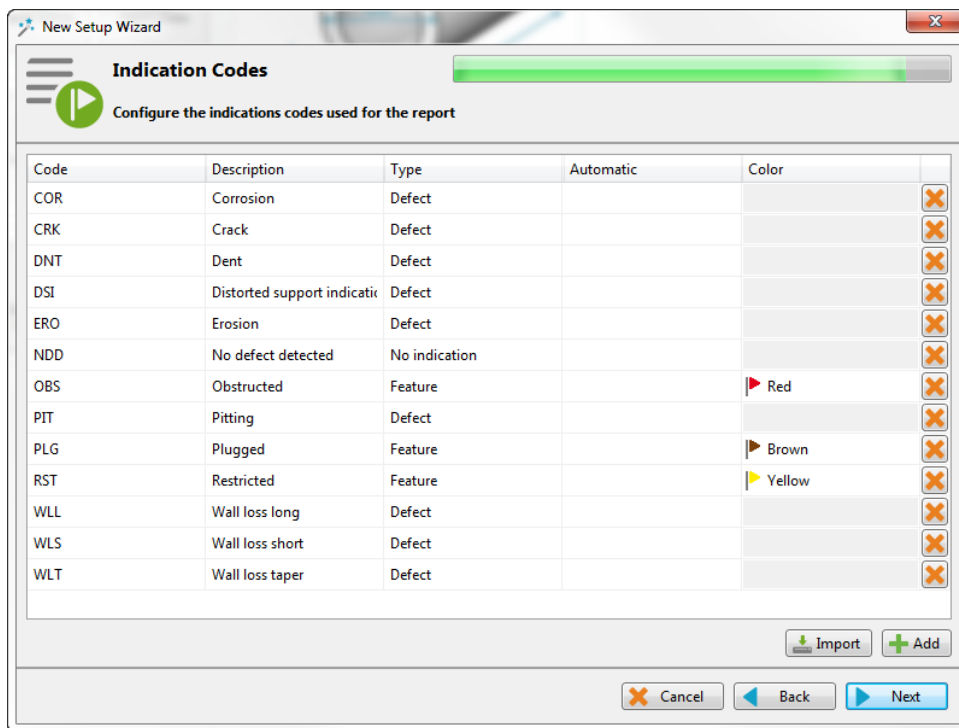 New Setup Wizard
Indication Codes
Configure the indications codes used for the report
Code Description Type Automatic Color
COR Corrosion Defect
CRK Crack Defect
DNT Dent Defect
DSI Distorted support indicatic Defect
ERO Erosion Defect
NDD No defect detected No indication
OBS Obstructed Feature Red
PIT Pitting Defect
PLG Plugged Feature Brown
RST Restricted Feature Yellow
WLL Wall loss long Defect
WLS Wall loss short Defect
WLT Wall loss taper Defect
Import Add
Cancel Back Next